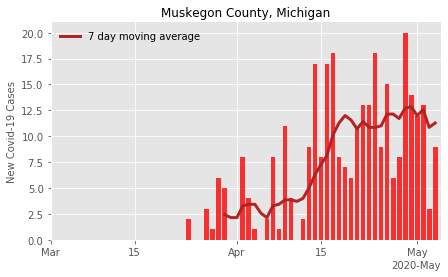 Muskegon County, Michigan
7 day moving average
New Covid-19 Cases
20.0
17.5
15.0
12.5
10.0
7.5
5.0
2.5
0.0
Mar
15
Apr
15
May
2020-May